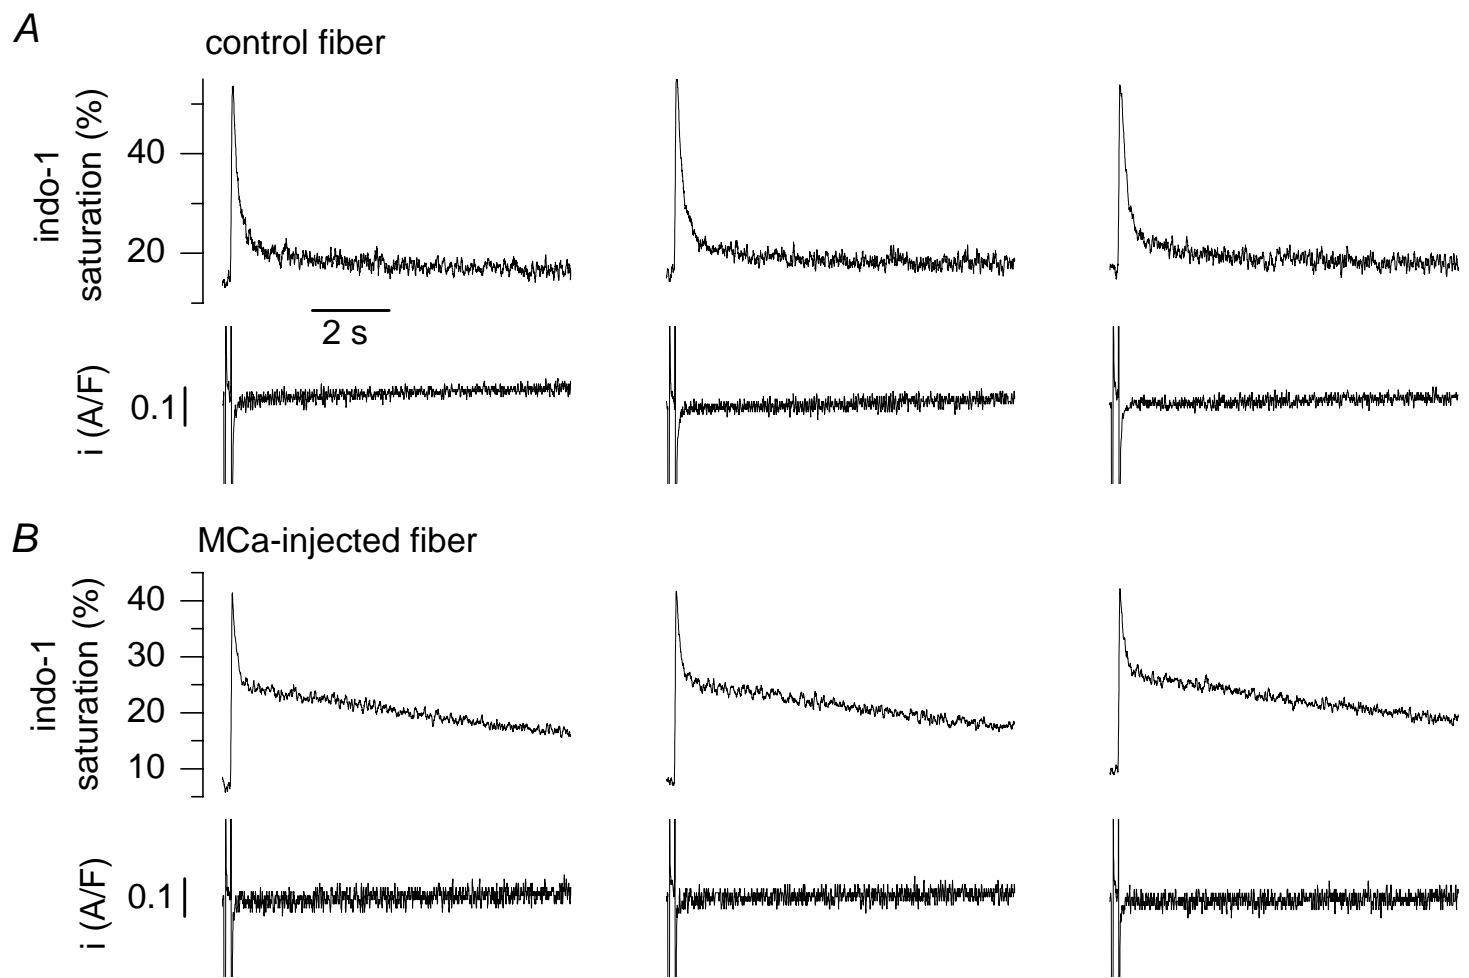 A
control fiber
indo-1
saturation (%)
40
20
2 s
i (A/F)
0.1
B
MCa-injected fiber
indo-1
saturation (%)
40
30
20
10
i (A/F)
0.1